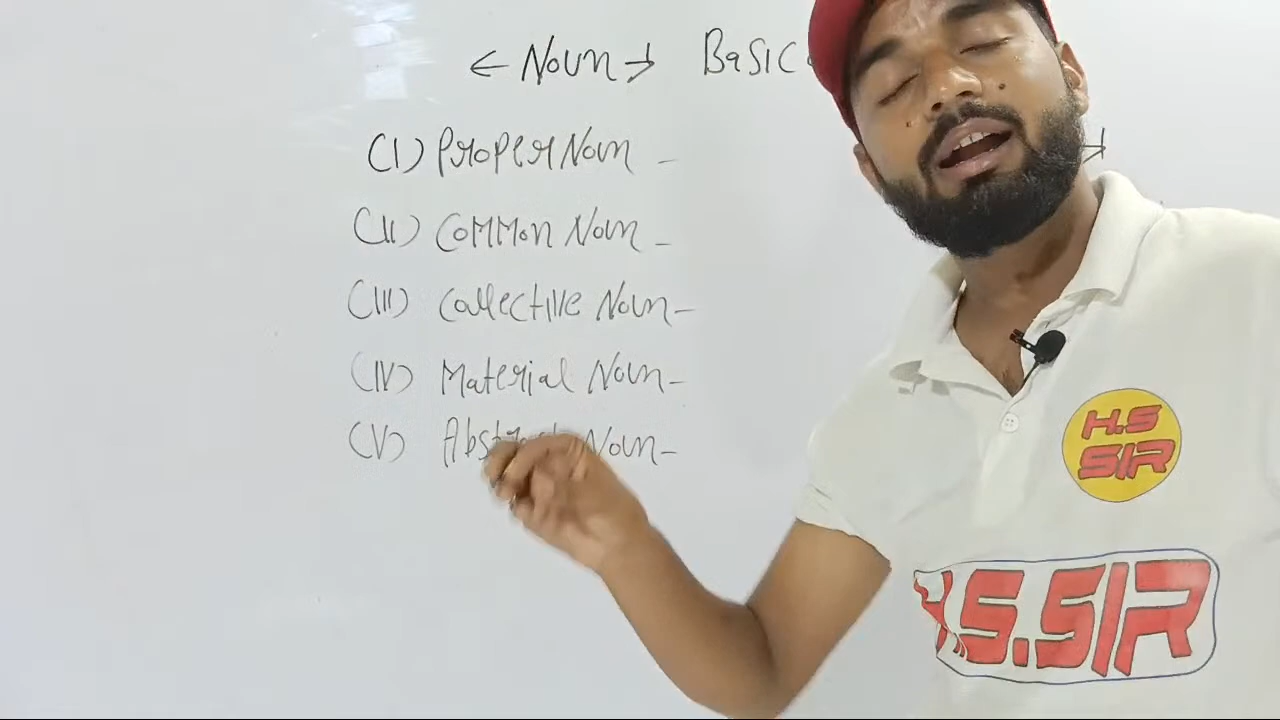 ← Noun → Basic
(I) Proper Noun -
(II) Common Noun -
(III) Collective Noun -
(IV) Material Noun -
(V) Abstract Noun -
H.S
SIR
H.S.SIR